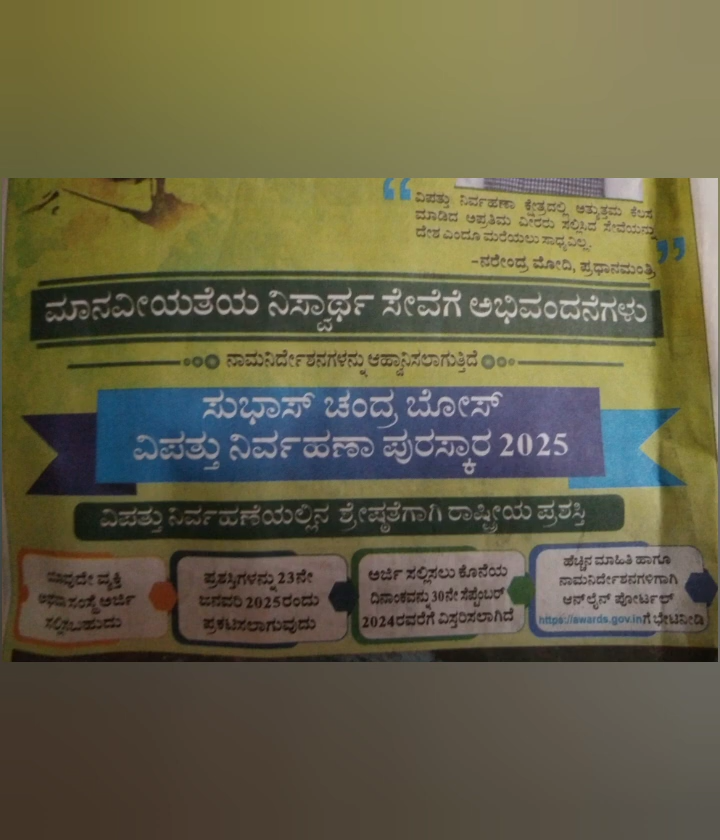 ವಿಪತ್ತು ನಿರ್ವಹಣಾ ಕ್ಷೇತ್ರದಲ್ಲಿ ಅತ್ಯುತ್ತಮ ಕೆಲಸ
ಮಾಡಿದ ಅಪ್ರತಿಮ ವೀರರು ಸಲ್ಲಿಸಿದ ಸೇವೆಯನ್ನು
ದೇಶ ಎಂದೂ ಮರೆಯಲು ಸಾಧ್ಯವಿಲ್ಲ.
-ನರೇಂದ್ರ ಮೋದಿ, ಪ್ರಧಾನಮಂತ್ರಿ
ಮಾನವೀಯತೆಯ ನಿಸ್ವಾರ್ಥ ಸೇವೆಗೆ ಅಭಿವಂದನೆಗಳು
ನಾಮನಿರ್ದೇಶನಗಳನ್ನು ಆಹ್ವಾನಿಸಲಾಗುತ್ತಿದೆ
ಸುಭಾಸ್ ಚಂದ್ರ ಬೋಸ್
ವಿಪತ್ತು ನಿರ್ವಹಣಾ ಪುರಸ್ಕಾರ 2025
ವಿಪತ್ತು ನಿರ್ವಹಣೆಯಲ್ಲಿನ ಶ್ರೇಷ್ಠತೆಗಾಗಿ ರಾಷ್ಟ್ರೀಯ ಪ್ರಶಸ್ತಿ
ಯಾವುದೇ ವ್ಯಕ್ತಿ
ಅಥವಾ ಸಂಸ್ಥೆ ಅರ್ಜಿ
ಸಲ್ಲಿಸಬಹುದು
ಪ್ರಶಸ್ತಿಗಳನ್ನು 23ನೇ
ಜನವರಿ 2025ರಂದು
ಪ್ರಕಟಿಸಲಾಗುವುದು
ಅರ್ಜಿ ಸಲ್ಲಿಸಲು ಕೊನೆಯ
ದಿನಾಂಕವನ್ನು 30ನೇ ಸೆಪ್ಟೆಂಬರ್
2024ರವರೆಗೆ ವಿಸ್ತರಿಸಲಾಗಿದೆ
ಹೆಚ್ಚಿನ ಮಾಹಿತಿ ಹಾಗೂ
ನಾಮನಿರ್ದೇಶನಗಳಿಗಾಗಿ
ಆನ್‌ಲೈನ್ ಪೋರ್ಟಲ್
https://awards.gov.inಗೆ ಭೇಟಿನೀಡಿ